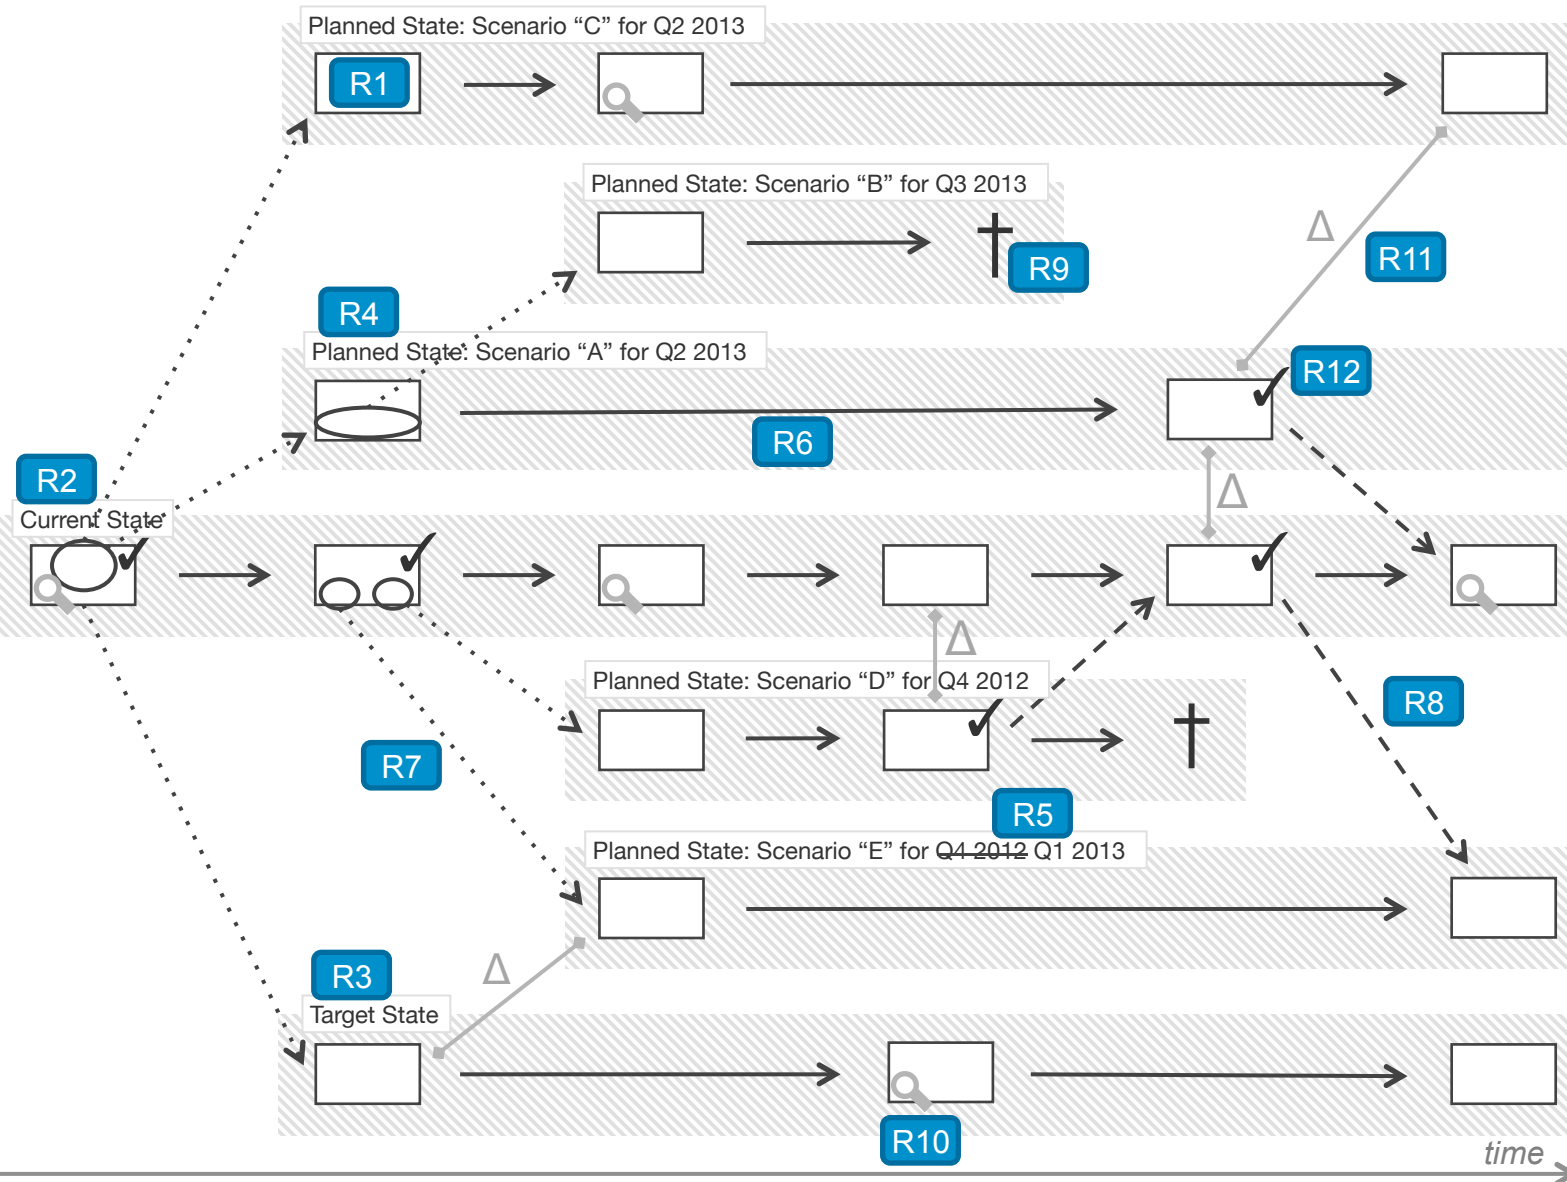 Planned State: Scenario “C” for Q2 2013
R1
Planned State: Scenario “B” for Q3 2013
Δ
R11
R9
R4
Planned State: Scenario “A” for Q2 2013
R12
R6
R2
Current State
Δ
Δ
Planned State: Scenario “D” for Q4 2012
R8
R7
R5
Planned State: Scenario “E” for Q4 2012 Q1 2013
R3
Δ
Target State
R10
time